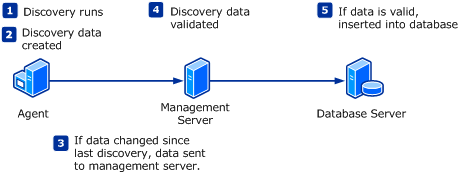 1 Discovery runs
2 Discovery data
created
4 Discovery data
validated
5 If data is valid,
inserted into database
Agent
Management
Server
Database Server
3 If data changed since
last discovery, data sent
to management server.